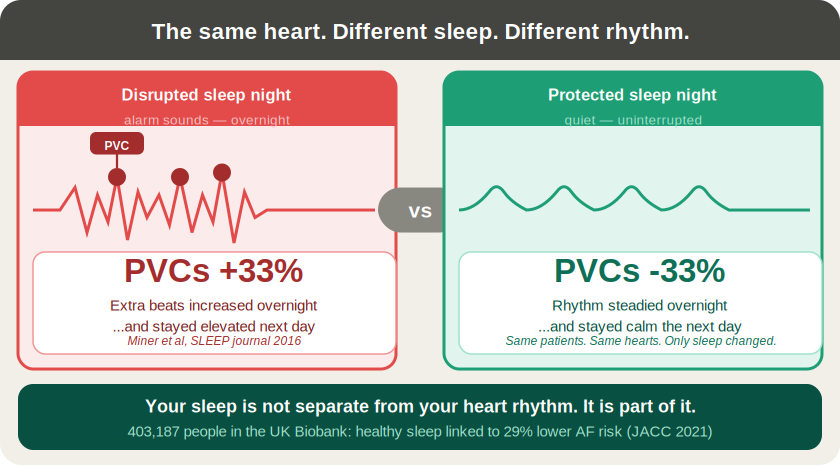 The same heart. Different sleep. Different rhythm.
Disrupted sleep night
alarm sounds — overnight
PVC
PVCs +33%
Extra beats increased overnight
...and stayed elevated next day
Miner et al, SLEEP journal 2016
vs
Protected sleep night
quiet — uninterrupted
PVCs -33%
Rhythm steadied overnight
...and stayed calm the next day
Same patients. Same hearts. Only sleep changed.
Your sleep is not separate from your heart rhythm. It is part of it.
403,187 people in the UK Biobank: healthy sleep linked to 29% lower AF risk (JACC 2021)